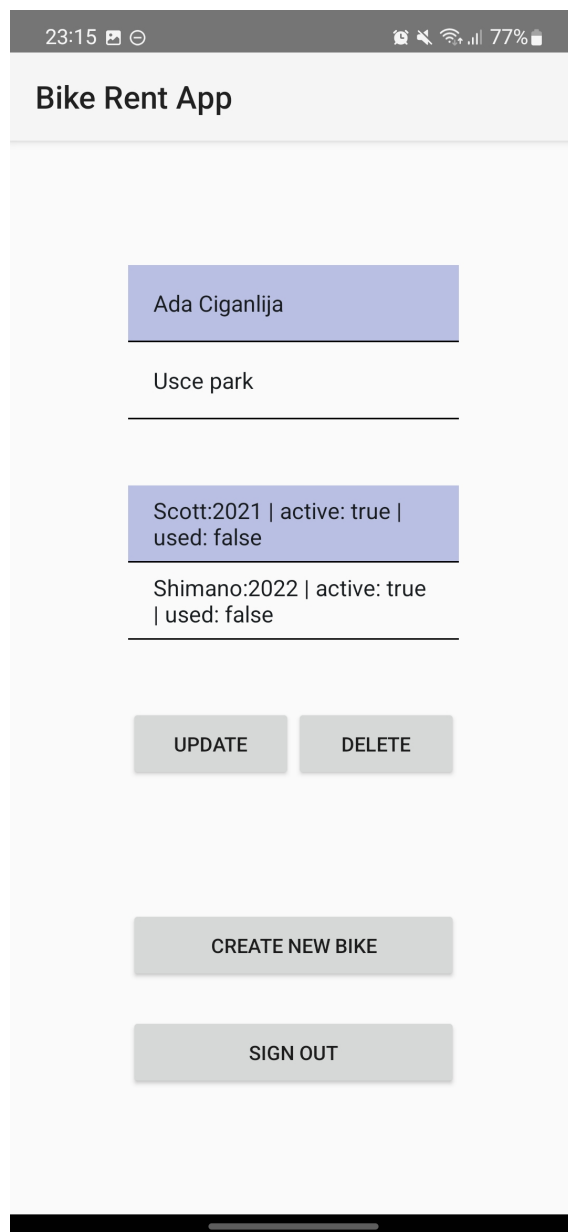 23:15
77%
Bike Rent App
Ada Ciganlija
Usce park
Scott:2021 | active: true |
used: false
Shimano:2022 | active: true
| used: false
UPDATE
DELETE
CREATE NEW BIKE
SIGN OUT